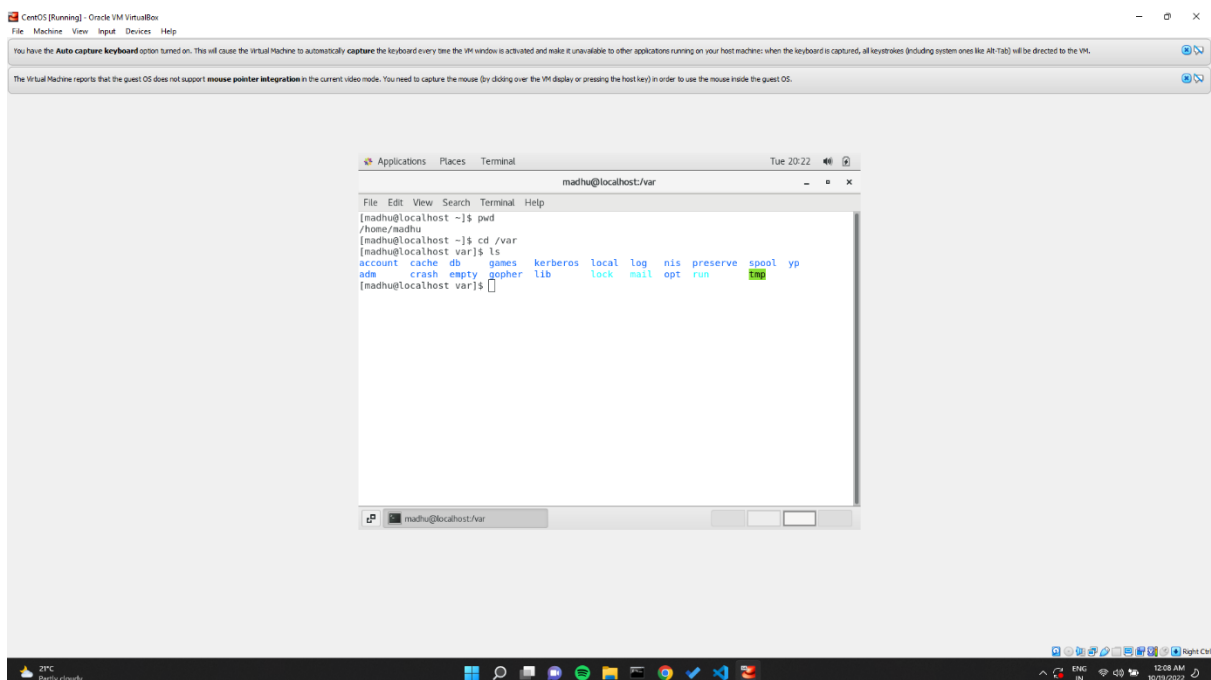 CentOS [Running] - Oracle VM VirtualBox
File Machine View Input Devices Help
You have the Auto capture keyboard option turned on. This will cause the Virtual Machine to automatically capture the keyboard every time the VM window is activated and make it unavailable to other applications running on your host machine: when the keyboard is captured, all keystrokes (including system ones like Alt-Tab) will be directed to the VM.
The Virtual Machine reports that the guest OS does not support mouse pointer integration in the current video mode. You need to capture the mouse (by clicking over the VM display or pressing the host key) in order to use the mouse inside the guest OS.
Applications Places Terminal Tue 20:22
madhu@localhost:/var
File Edit View Search Terminal Help
[madhu@localhost ~]$ pwd
/home/madhu
[madhu@localhost ~]$ cd /var
[madhu@localhost var]$ ls
account cache db games kerberos local log nis preserve spool yp
adm crash empty gopher lib lock mail opt run tmp
[madhu@localhost var]$
madhu@localhost:/var
Right Ctrl
21°C
Partly cloudy
ENG
IN
12:08 AM
10/19/2022